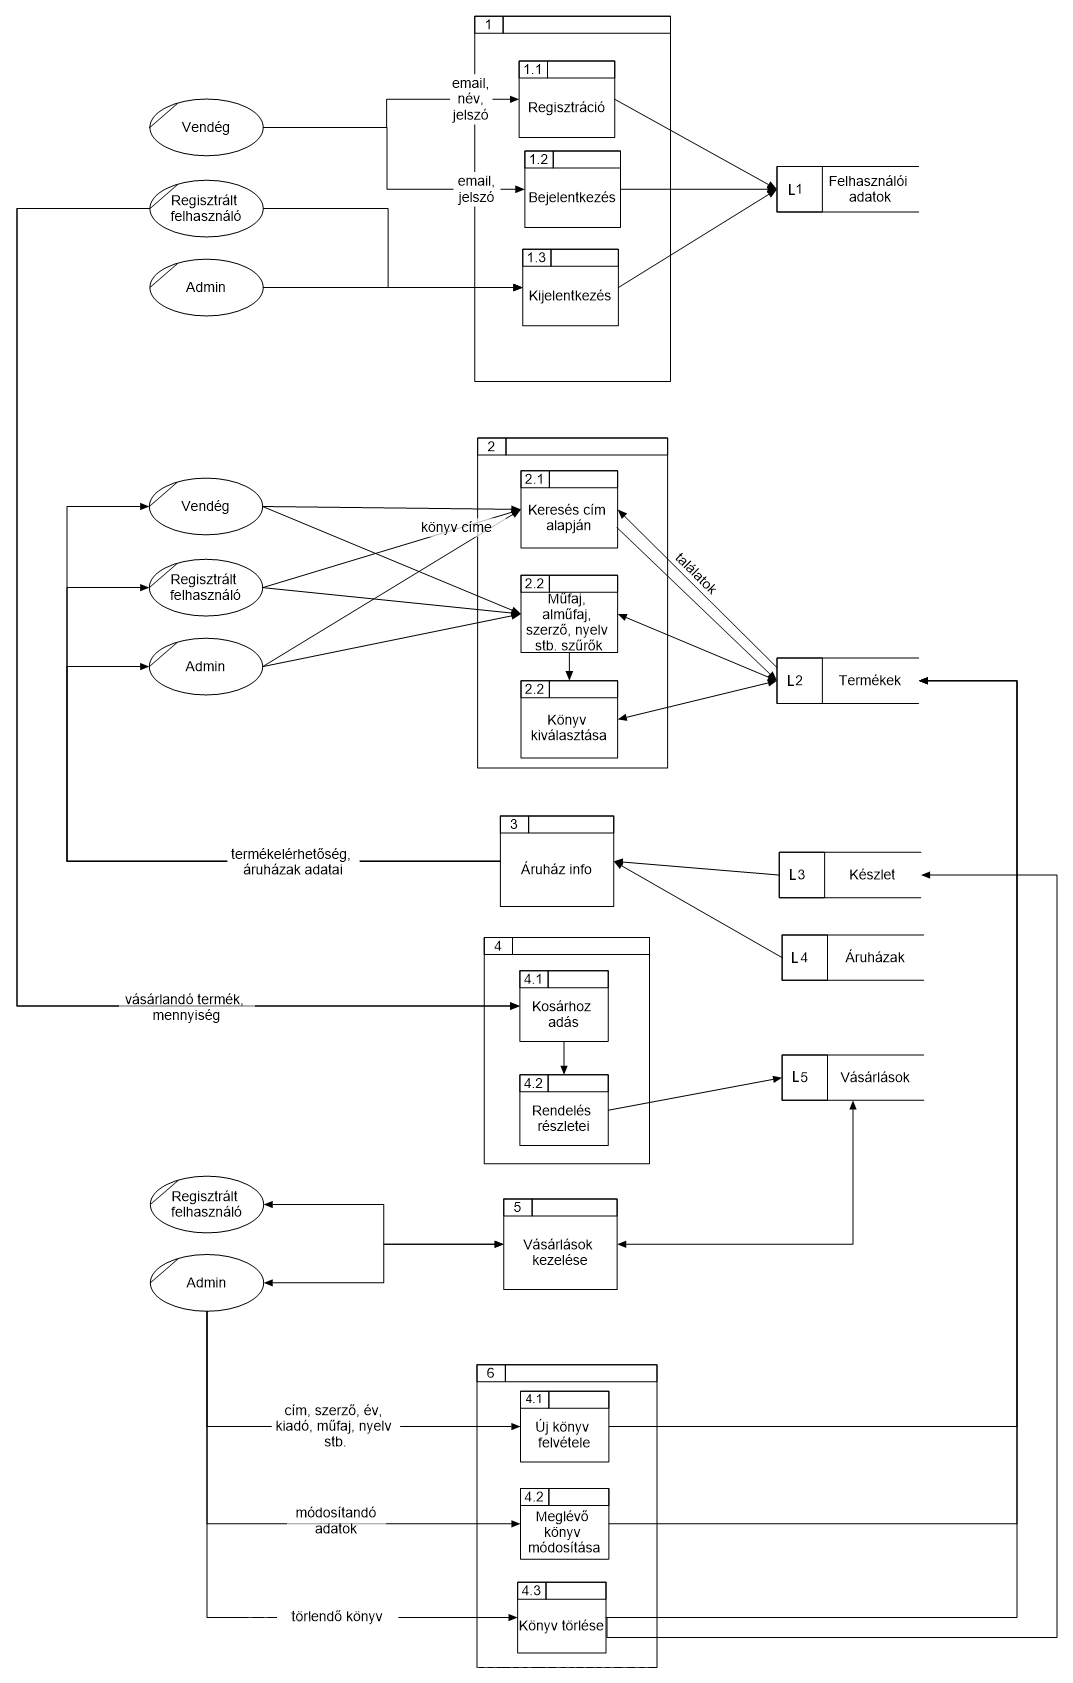 1
1.1
email,
név,
jelszó
Regisztráció
Vendég
1.2
email,
jelszó
Bejelentkezés
L1
Felhasználói
adatok
Regisztrált
felhasználó
1.3
Admin
Kijelentkezés
2
2.1
Vendég
Keresés cím
alapján
könyv címe
találatok
Regisztrált
felhasználó
2.2
Műfaj,
alműfaj,
szerző, nyelv
stb. szűrők
Admin
2.2
Könyv
kiválasztása
L2
Termékek
3
termékelérhetőség,
áruházak adatai
Áruház info
L3
Készlet
4
L4
Áruházak
4.1
vásárlandó termék,
mennyiség
Kosárhoz
adás
4.2
Rendelés
részletei
L5
Vásárlások
Regisztrált
felhasználó
5
Vásárlások
kezelése
Admin
6
4.1
cím, szerző, év,
kiadó, műfaj, nyelv
stb.
Új könyv
felvétele
4.2
módosítandó
adatok
Meglévő
könyv
módosítása
4.3
törlendő könyv
Könyv törlése